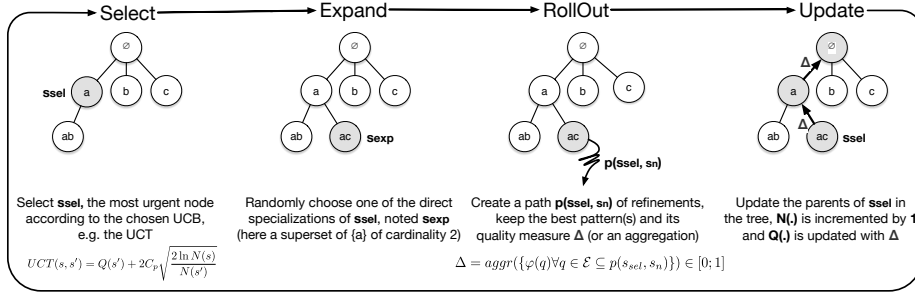 Select
Expand
RollOut
Update
∅
a
b
c
ab
ssel
∅
a
b
c
ab
ac
sexp
∅
a
b
c
ab
ac
p(ssel, sn)
∅
a
b
c
ab
ac
ssel
Δ
Δ
Select ssel, the most urgent node
according to the chosen UCB,
e.g. the UCT
UCT(s, s′) = Q(s′) + 2C_p √(2 ln N(s) / N(s′))
Randomly choose one of the direct
specializations of ssel, noted sexp
(here a superset of {a} of cardinality 2)
Create a path p(ssel, sn) of refinements,
keep the best pattern(s) and its
quality measure Δ (or an aggregation)
Δ = aggr({φ(q)∀q ∈ ℰ ⊆ p(s_sel, s_n)}) ∈ [0; 1]
Update the parents of ssel in
the tree, N(.) is incremented by 1
and Q(.) is updated with Δ